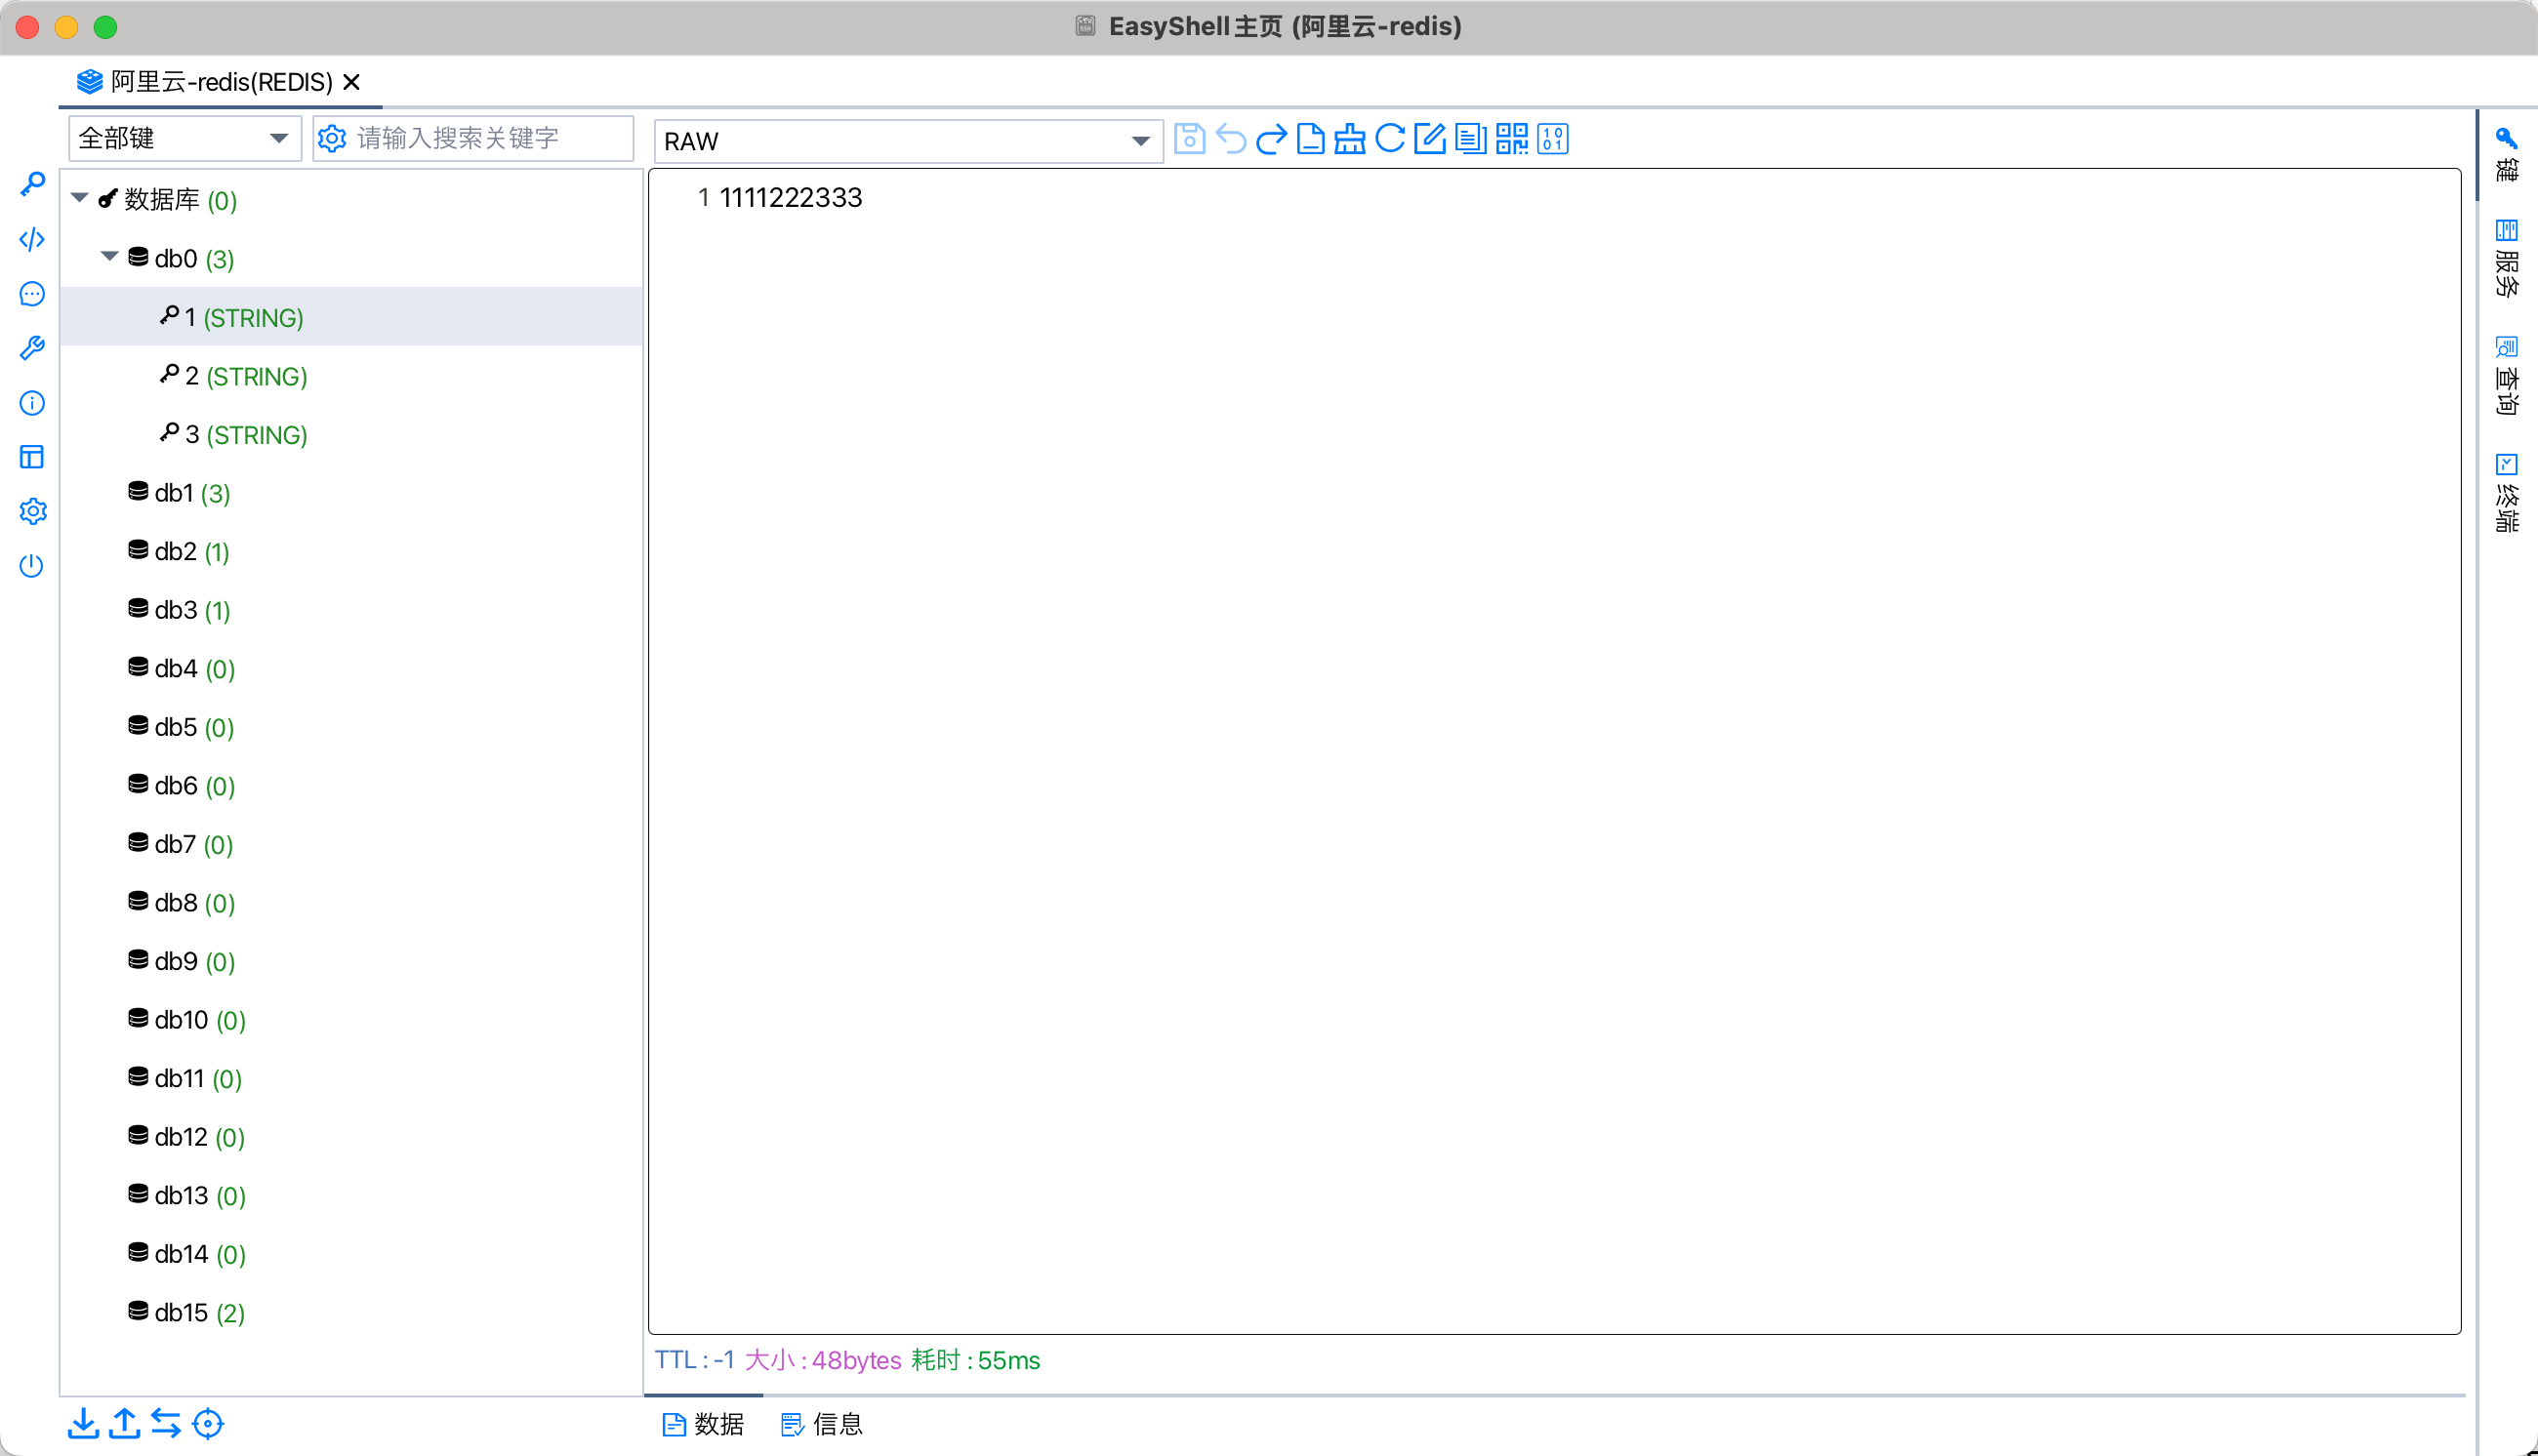 EasyShell主页 (阿里云-redis)
阿里云-redis(REDIS)
全部键
请输入搜索关键字
RAW
数据库 (0)
db0 (3)
1 (STRING)
2 (STRING)
3 (STRING)
db1 (3)
db2 (1)
db3 (1)
db4 (0)
db5 (0)
db6 (0)
db7 (0)
db8 (0)
db9 (0)
db10 (0)
db11 (0)
db12 (0)
db13 (0)
db14 (0)
db15 (2)
1 1111222333
TTL : -1 大小 : 48bytes 耗时 : 55ms
数据
信息
键
服务
查询
终端